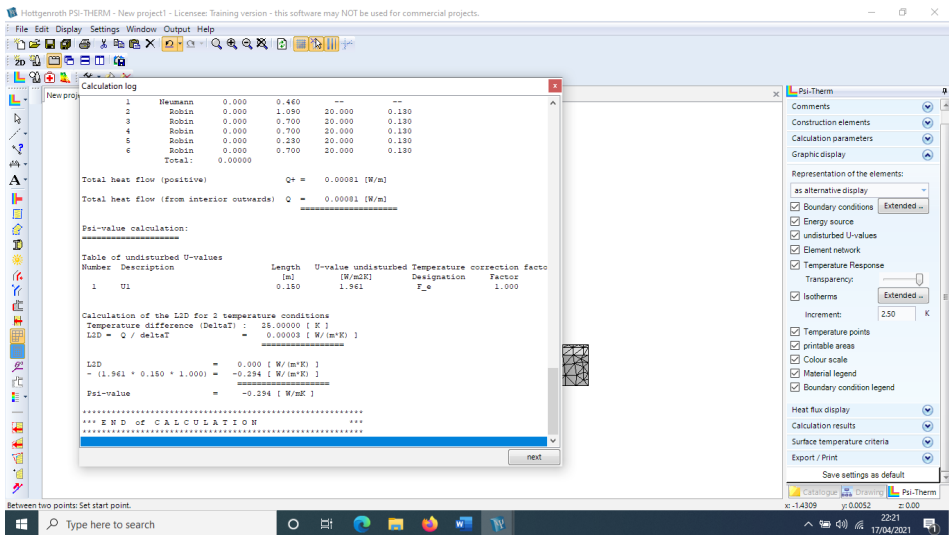 Hottgenroth PSI-THERM - New project1 - Licensee: Training version - this software may NOT be used for commercial projects.
File Edit Display Settings Window Output Help
2D
New proj
Calculation log
1 Neumann 0.000 0.460 -- --
2 Robin 0.000 1.090 20.000 0.130
3 Robin 0.000 0.700 20.000 0.130
4 Robin 0.000 0.700 20.000 0.130
5 Robin 0.000 0.230 20.000 0.130
6 Robin 0.000 0.700 20.000 0.130
Total: 0.00000
Total heat flow (positive) Q+ = 0.00081 [W/m]
Total heat flow (from interior outwards) Q = 0.00081 [W/m]
====================
Psi-value calculation:
====================
Table of undisturbed U-values
Number Description Length U-value undisturbed Temperature correction facto
[m] [W/m2K] Designation Factor
1 U1 0.150 1.961 F_e 1.000
Calculation of the L2D for 2 temperature conditions
Temperature difference (DeltaT) : 25.00000 [ K ]
L2D = Q / deltaT = 0.00003 [ W/(m*K) ]
=================
L2D = 0.000 [ W/(m*K) ]
- (1.961 * 0.150 * 1.000) = -0.294 [ W/(m*K) ]
===================
Psi-value = -0.294 [ W/mK ]
**********************************************************
*** E N D of C A L C U L A T I O N ***
**********************************************************
next
Psi-Therm
Comments
Construction elements
Calculation parameters
Graphic display
Representation of the elements:
as alternative display
Boundary conditions Extended ...
Energy source
undisturbed U-values
Element network
Temperature Response
Transparency:
Isotherms Extended ...
Increment: 2.50 K
Temperature points
printable areas
Colour scale
Material legend
Boundary condition legend
Heat flux display
Calculation results
Surface temperature criteria
Export / Print
Save settings as default
Catalogue Drawing Psi-Therm
Between two points: Set start point.
x: -1.4309 y: 0.0052 z: 0.00
Type here to search
22:21
17/04/2021